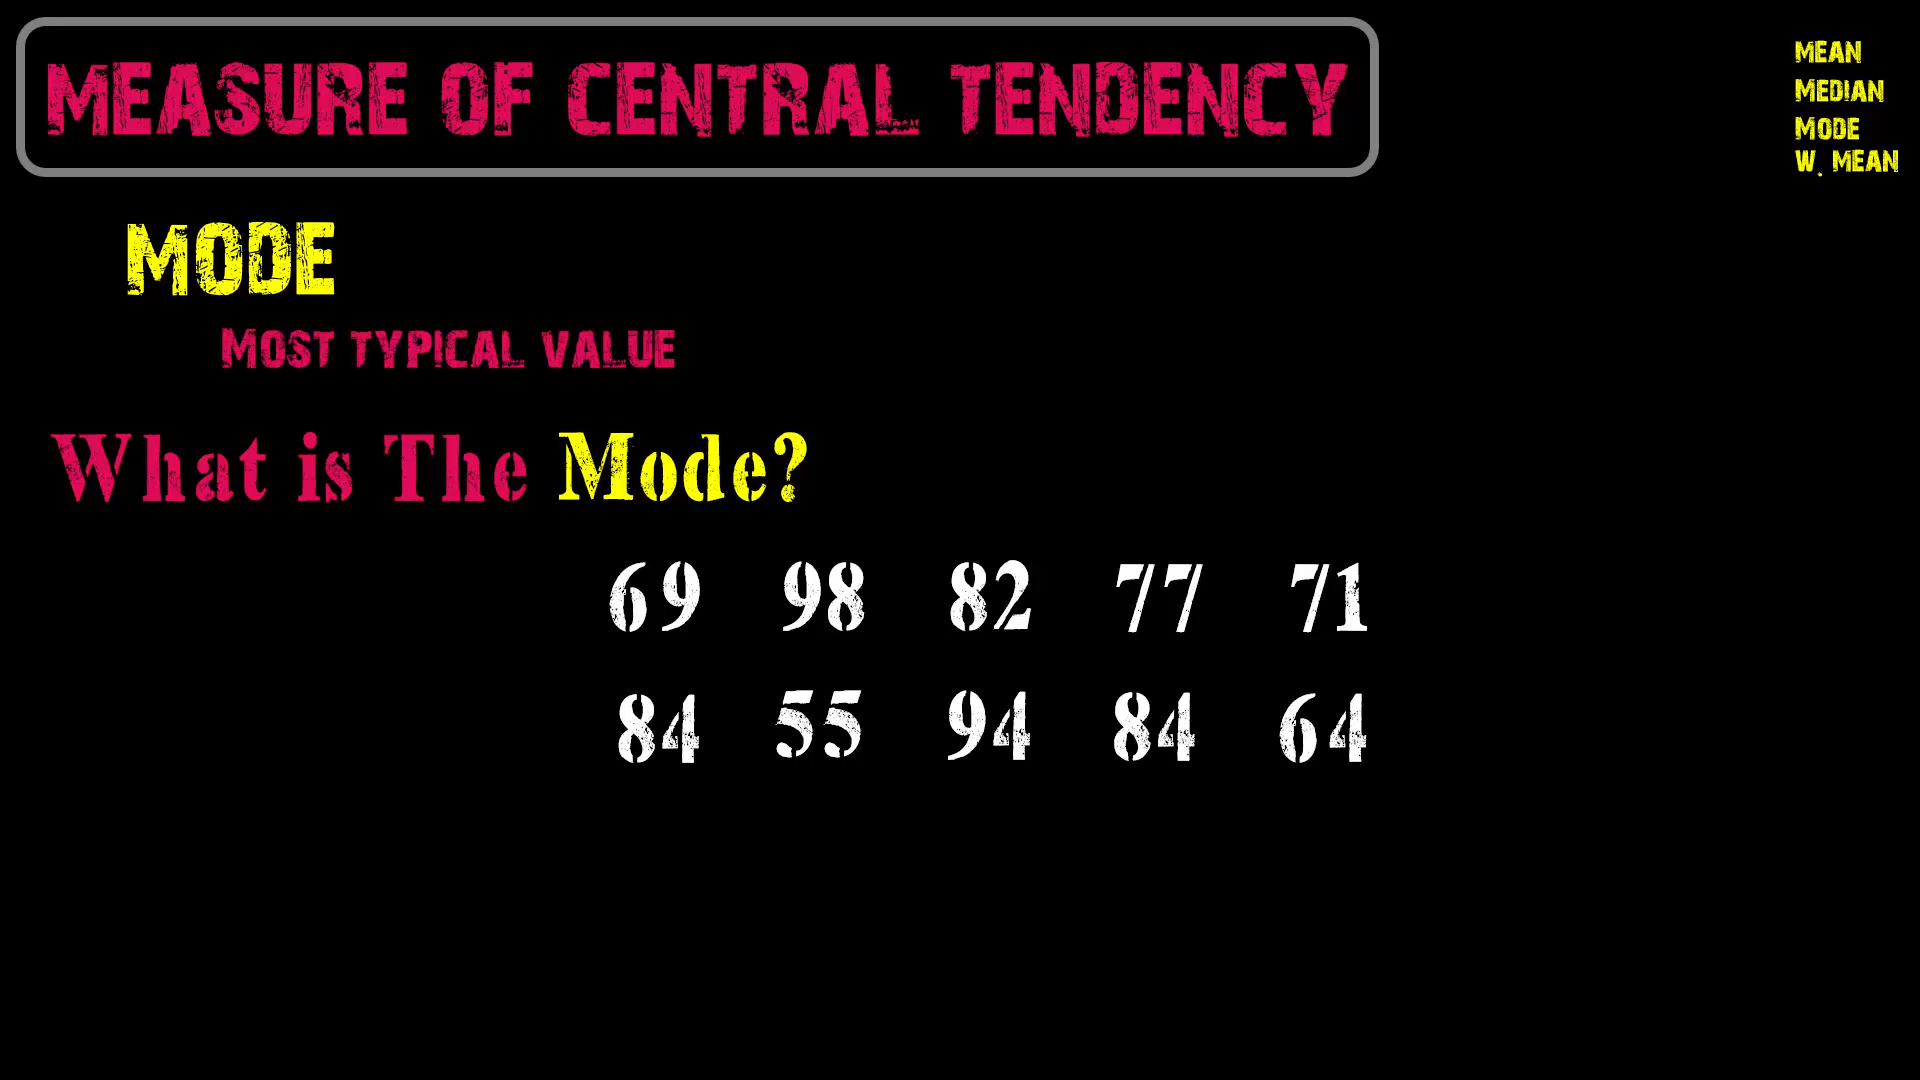 MEASURE OF CENTRAL TENDENCY
MEAN
MEDIAN
MODE
W. MEAN
MODE
MOST TYPICAL VALUE
What is The Mode?
69 98 82 77 71
84 55 94 84 64